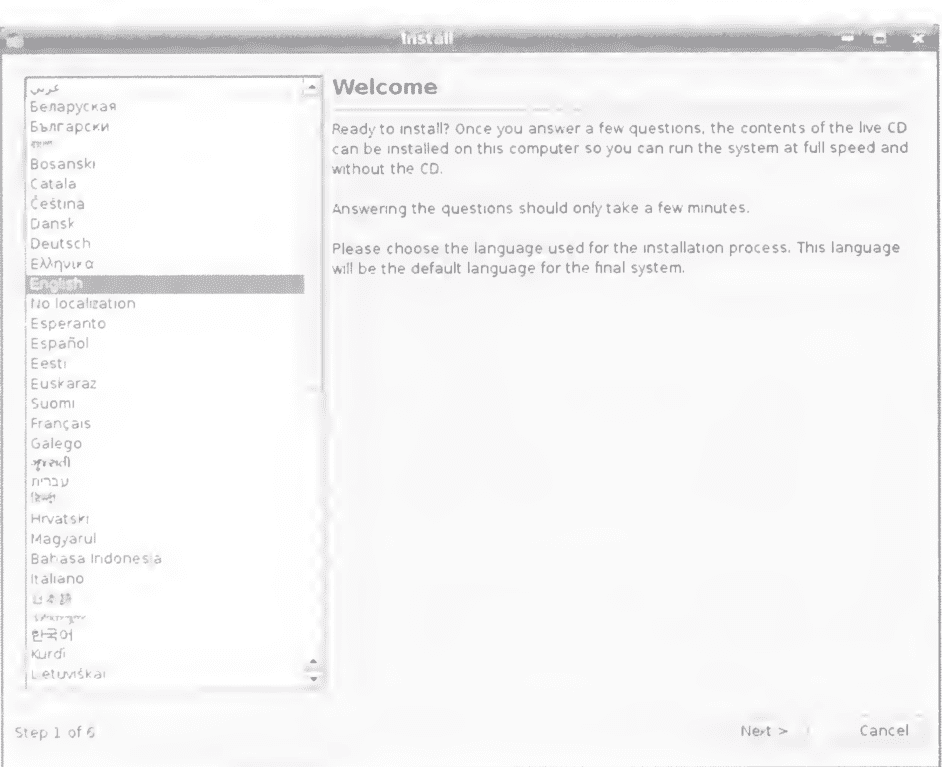 Install
عربي
Беларуская
Български
Bosanski
Català
Čeština
Dansk
Deutsch
Ελληνικα
English
No localization
Esperanto
Español
Eesti
Euskaraz
Suomi
Français
Galego
ગુજરાતી
עברית
हिन्दी
Hrvatski
Magyarul
Bahasa Indonesia
Italiano
日本語
한국어
Kurdî
Lietuviškai
Welcome
Ready to install? Once you answer a few questions, the contents of the live CD
can be installed on this computer so you can run the system at full speed and
without the CD.
Answering the questions should only take a few minutes.
Please choose the language used for the installation process. This language
will be the default language for the final system.
Step 1 of 6
Next >
Cancel